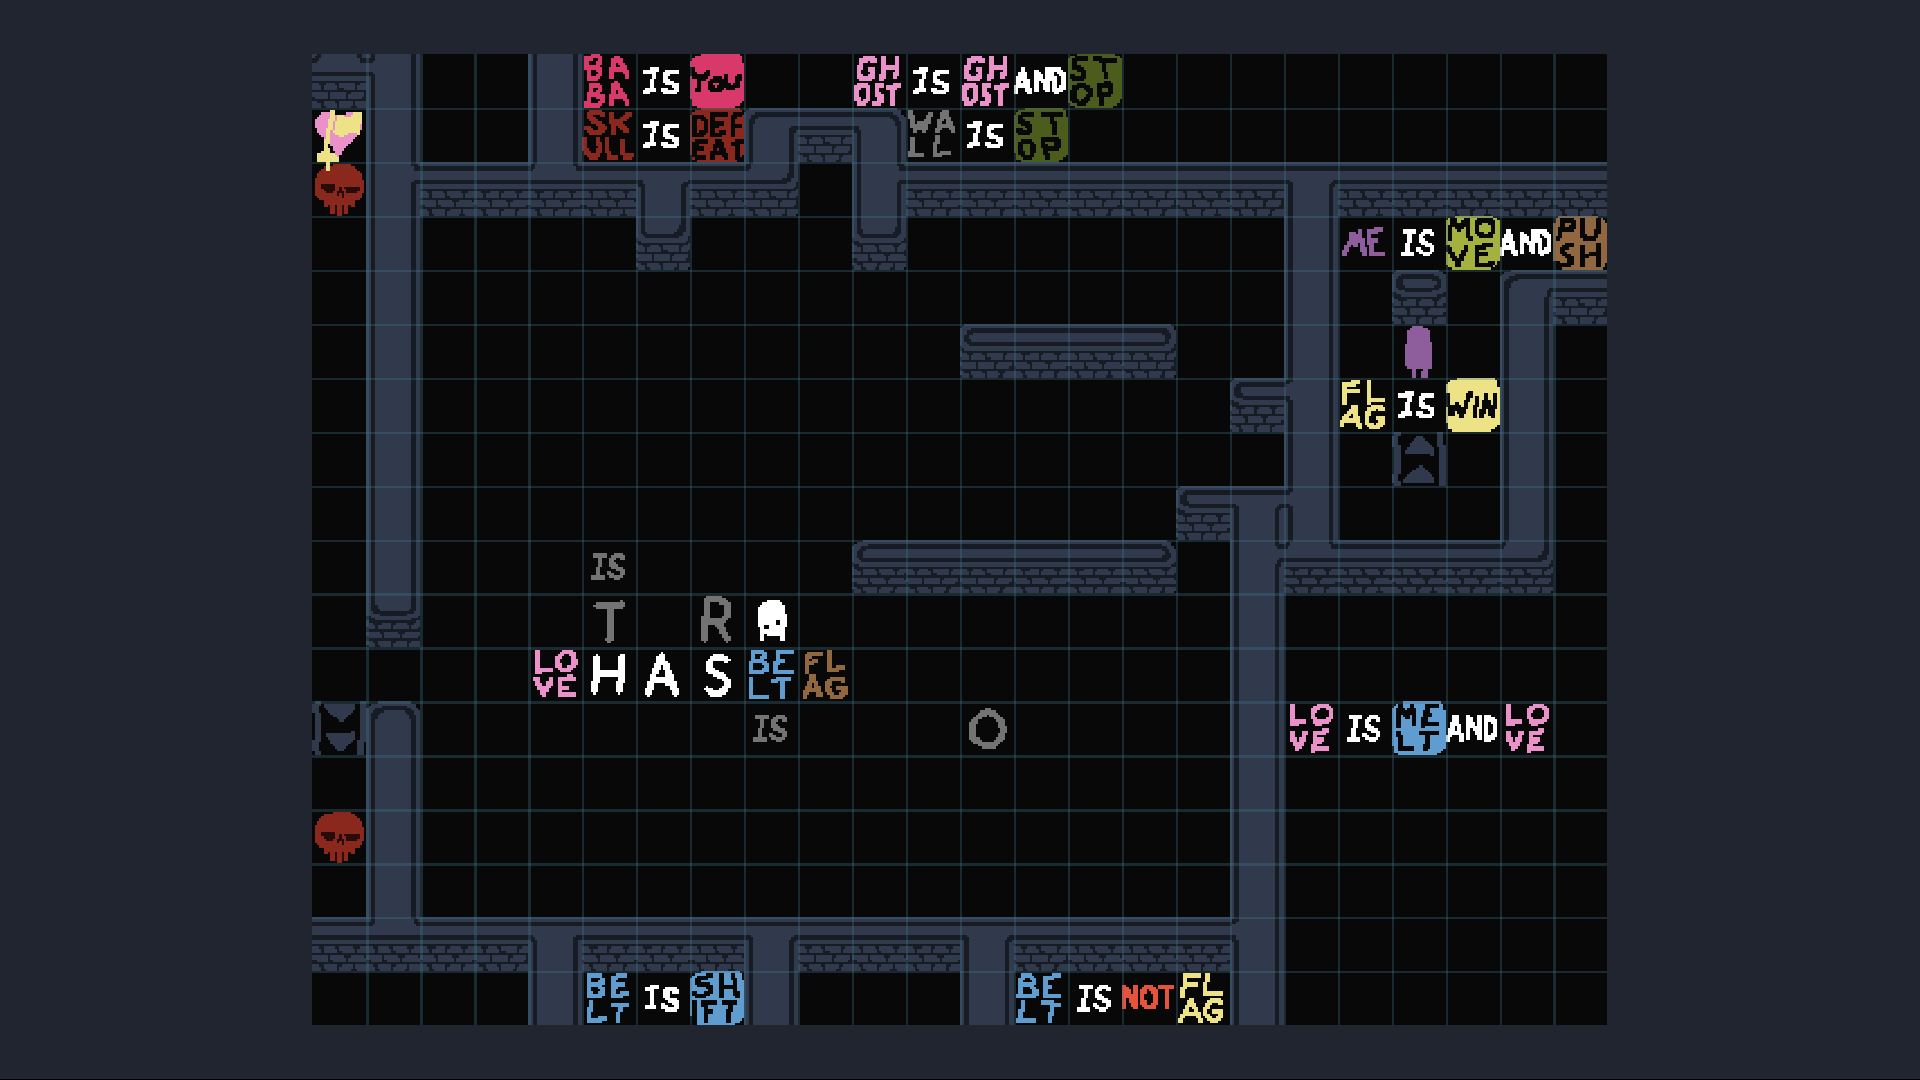 BABA IS YOU
GHOST IS GHOST AND STOP
SKULL IS DEFEAT
WALL IS STOP
ME IS MOVE AND PUSH
FLAG IS WIN
IS
T R
LOVE HAS BELT FLAG
IS O
LOVE IS MELT AND LOVE
BELT IS SHIFT
BELT IS NOT FLAG